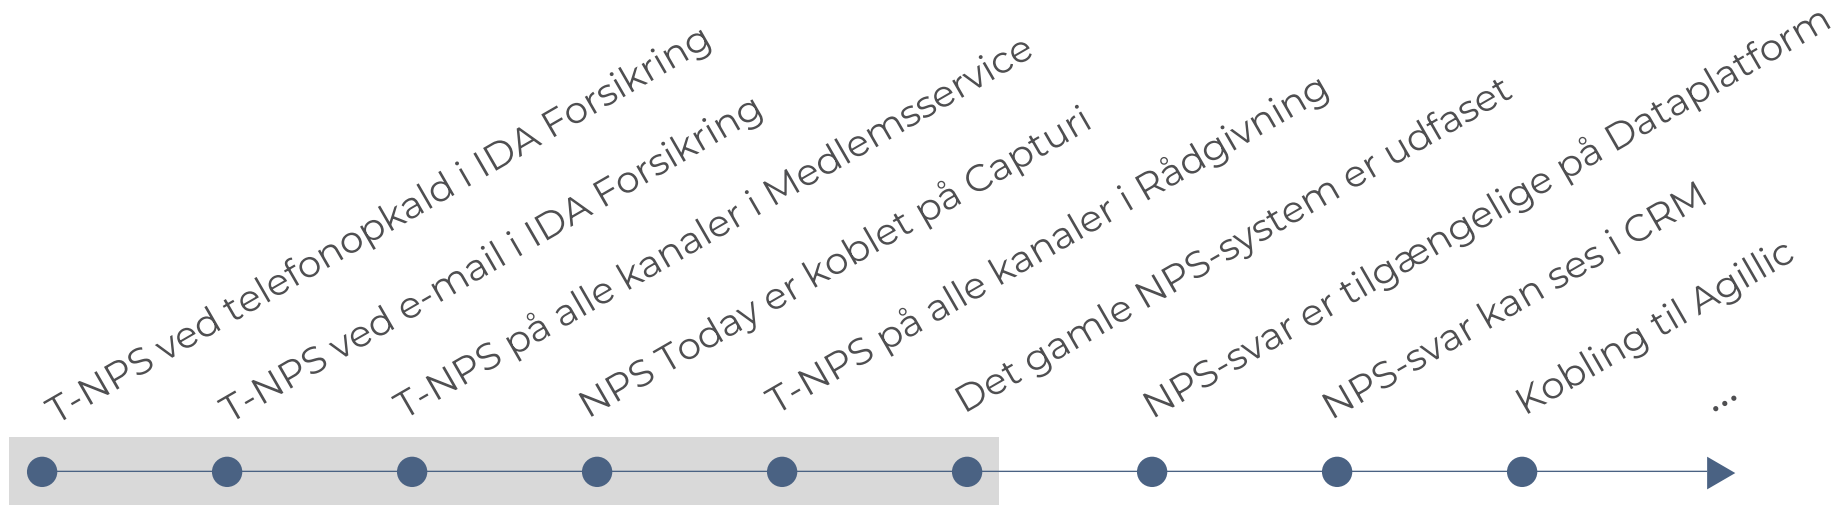 T-NPS ved telefonopkald i IDA Forsikring
T-NPS ved e-mail i IDA Forsikring
T-NPS på alle kanaler i Medlemsservice
NPS Today er koblet på Capturi
T-NPS på alle kanaler i Rådgivning
Det gamle NPS-system er udfaset
NPS-svar er tilgængelige på Dataplatform
NPS-svar kan ses i CRM
Kobling til Agillic
...